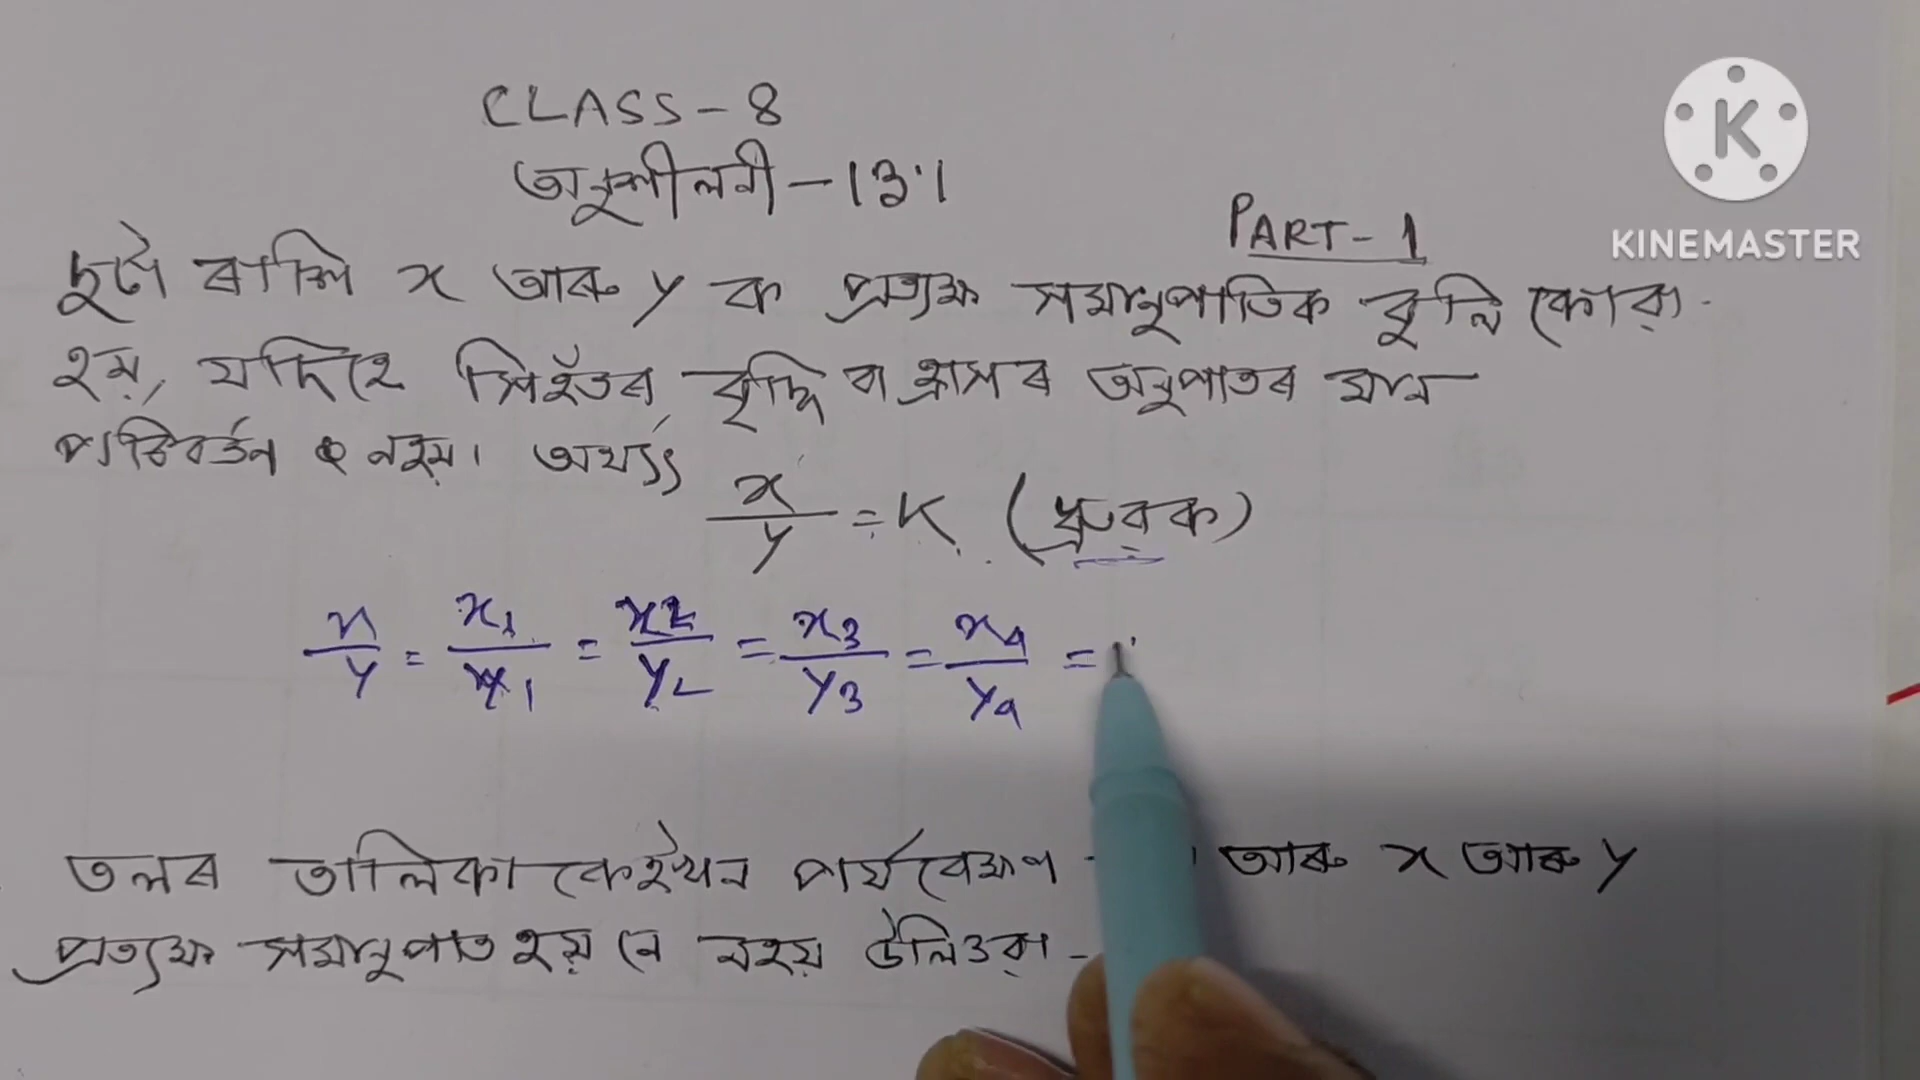 CLASS - 8
অনুশীলনী - 13.1
PART - 1
KINEMASTER
দুটা ৰাশি x আৰু y ক প্ৰত্যক্ষ সমানুপাতিক বুলি কোৱা
হয়, যদিহে সিহঁতৰ বৃদ্ধি বা হ্ৰাসৰ অনুপাতৰ মান
পৰিবৰ্তন নহয়। অৰ্থাৎ
x/y = K (ধ্ৰুৱক)
x/y = x1/y1 = x2/y2 = x3/y3 = x4/y4 =
তলৰ তালিকা কেইখন পৰ্যবেক্ষণ আৰু x আৰু y
প্ৰত্যক্ষ সমানুপাত হয় নে নহয় উলিওৱা -